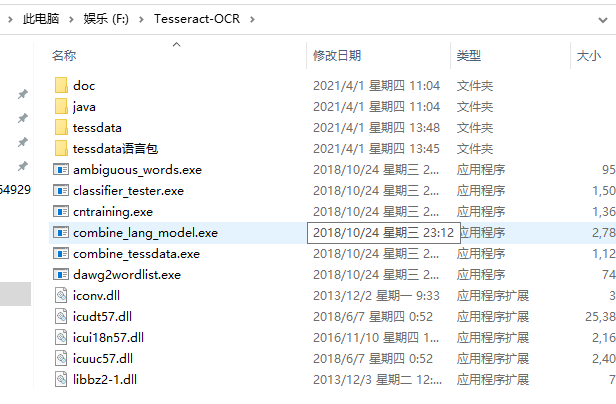 此电脑 > 娱乐 (F:) > Tesseract-OCR >
名称 修改日期 类型 大小
doc 2021/4/1 星期四 11:04 文件夹
java 2021/4/1 星期四 11:04 文件夹
tessdata 2021/4/1 星期四 13:48 文件夹
tessdata语言包 2021/4/1 星期四 13:45 文件夹
ambiguous_words.exe 2018/10/24 星期三 2... 应用程序 95
54929 classifier_tester.exe 2018/10/24 星期三 2... 应用程序 1,50
cntraining.exe 2018/10/24 星期三 2... 应用程序 1,36
combine_lang_model.exe 2018/10/24 星期三 23:12 应用程序 2,78
combine_tessdata.exe 2018/10/24 星期三 2... 应用程序 1,12
dawg2wordlist.exe 2018/10/24 星期三 2... 应用程序 74
iconv.dll 2013/12/2 星期一 9:33 应用程序扩展 3
icudt57.dll 2018/6/7 星期四 0:52 应用程序扩展 25,38
icui18n57.dll 2016/11/10 星期四 1... 应用程序扩展 2,16
icuuc57.dll 2018/6/7 星期四 0:52 应用程序扩展 2,40
libbz2-1.dll 2013/12/3 星期二 12:... 应用程序扩展 7